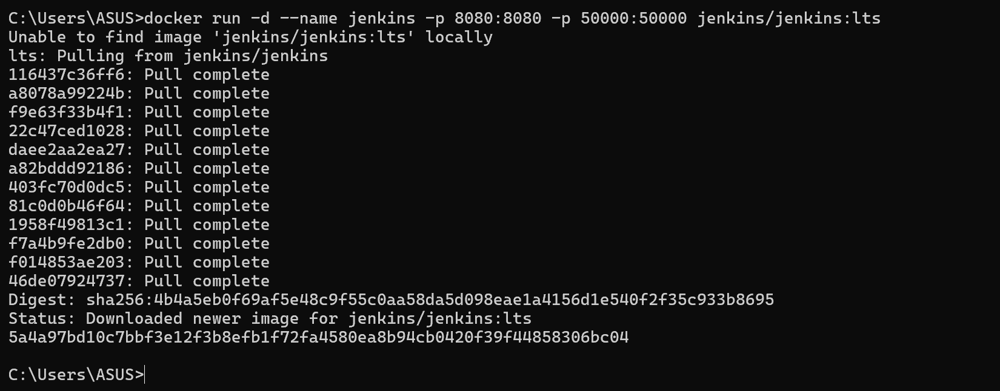 C:\Users\ASUS>docker run -d --name jenkins -p 8080:8080 -p 50000:50000 jenkins/jenkins:lts
Unable to find image 'jenkins/jenkins:lts' locally
lts: Pulling from jenkins/jenkins
116437c36ff6: Pull complete
a8078a99224b: Pull complete
f9e63f33b4f1: Pull complete
22c47ced1028: Pull complete
daee2aa2ea27: Pull complete
a82bddd92186: Pull complete
403fc70d0dc5: Pull complete
81c0d0b46f64: Pull complete
1958f49813c1: Pull complete
f7a4b9fe2db0: Pull complete
f014853ae203: Pull complete
46de07924737: Pull complete
Digest: sha256:4b4a5eb0f69af5e48c9f55c0aa58da5d098eae1a4156d1e540f2f35c933b8695
Status: Downloaded newer image for jenkins/jenkins:lts
5a4a97bd10c7bbf3e12f3b8efb1f72fa4580ea8b94cb0420f39f44858306bc04
C:\Users\ASUS>